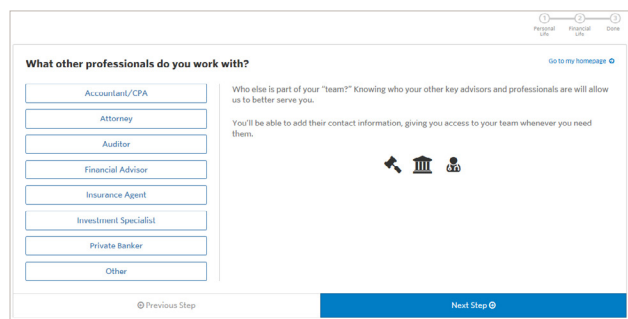 1 2 3
Personal Life Financial Life Done
What other professionals do you work with?
Go to my homepage
Accountant/CPA
Attorney
Auditor
Financial Advisor
Insurance Agent
Investment Specialist
Private Banker
Other
Who else is part of your "team?" Knowing who your other key advisors and professionals are will allow
us to better serve you.
You'll be able to add their contact information, giving you access to your team whenever you need
them.
Previous Step
Next Step